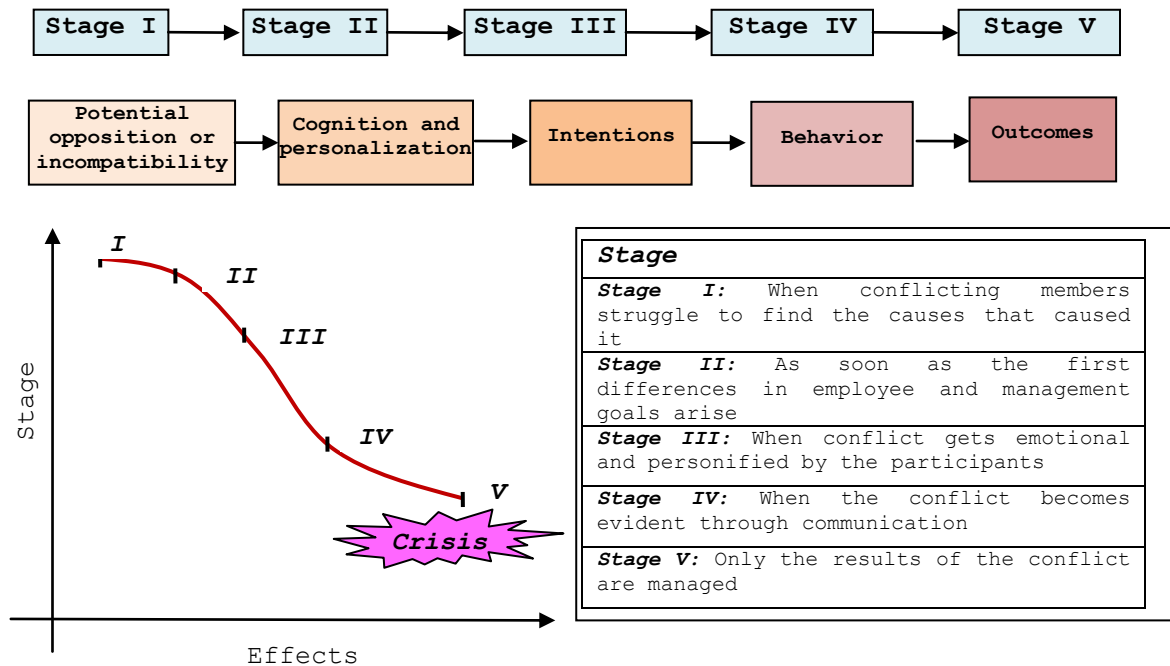 Stage I
Stage II
Stage III
Stage IV
Stage V
Potential
opposition or
incompatibility
Cognition and
personalization
Intentions
Behavior
Outcomes
Stage
I
II
III
IV
V
Crisis
Effects
Stage
Stage I: When conflicting members
struggle to find the causes that caused
it
Stage II: As soon as the first
differences in employee and management
goals arise
Stage III: When conflict gets emotional
and personified by the participants
Stage IV: When the conflict becomes
evident through communication
Stage V: Only the results of the conflict
are managed